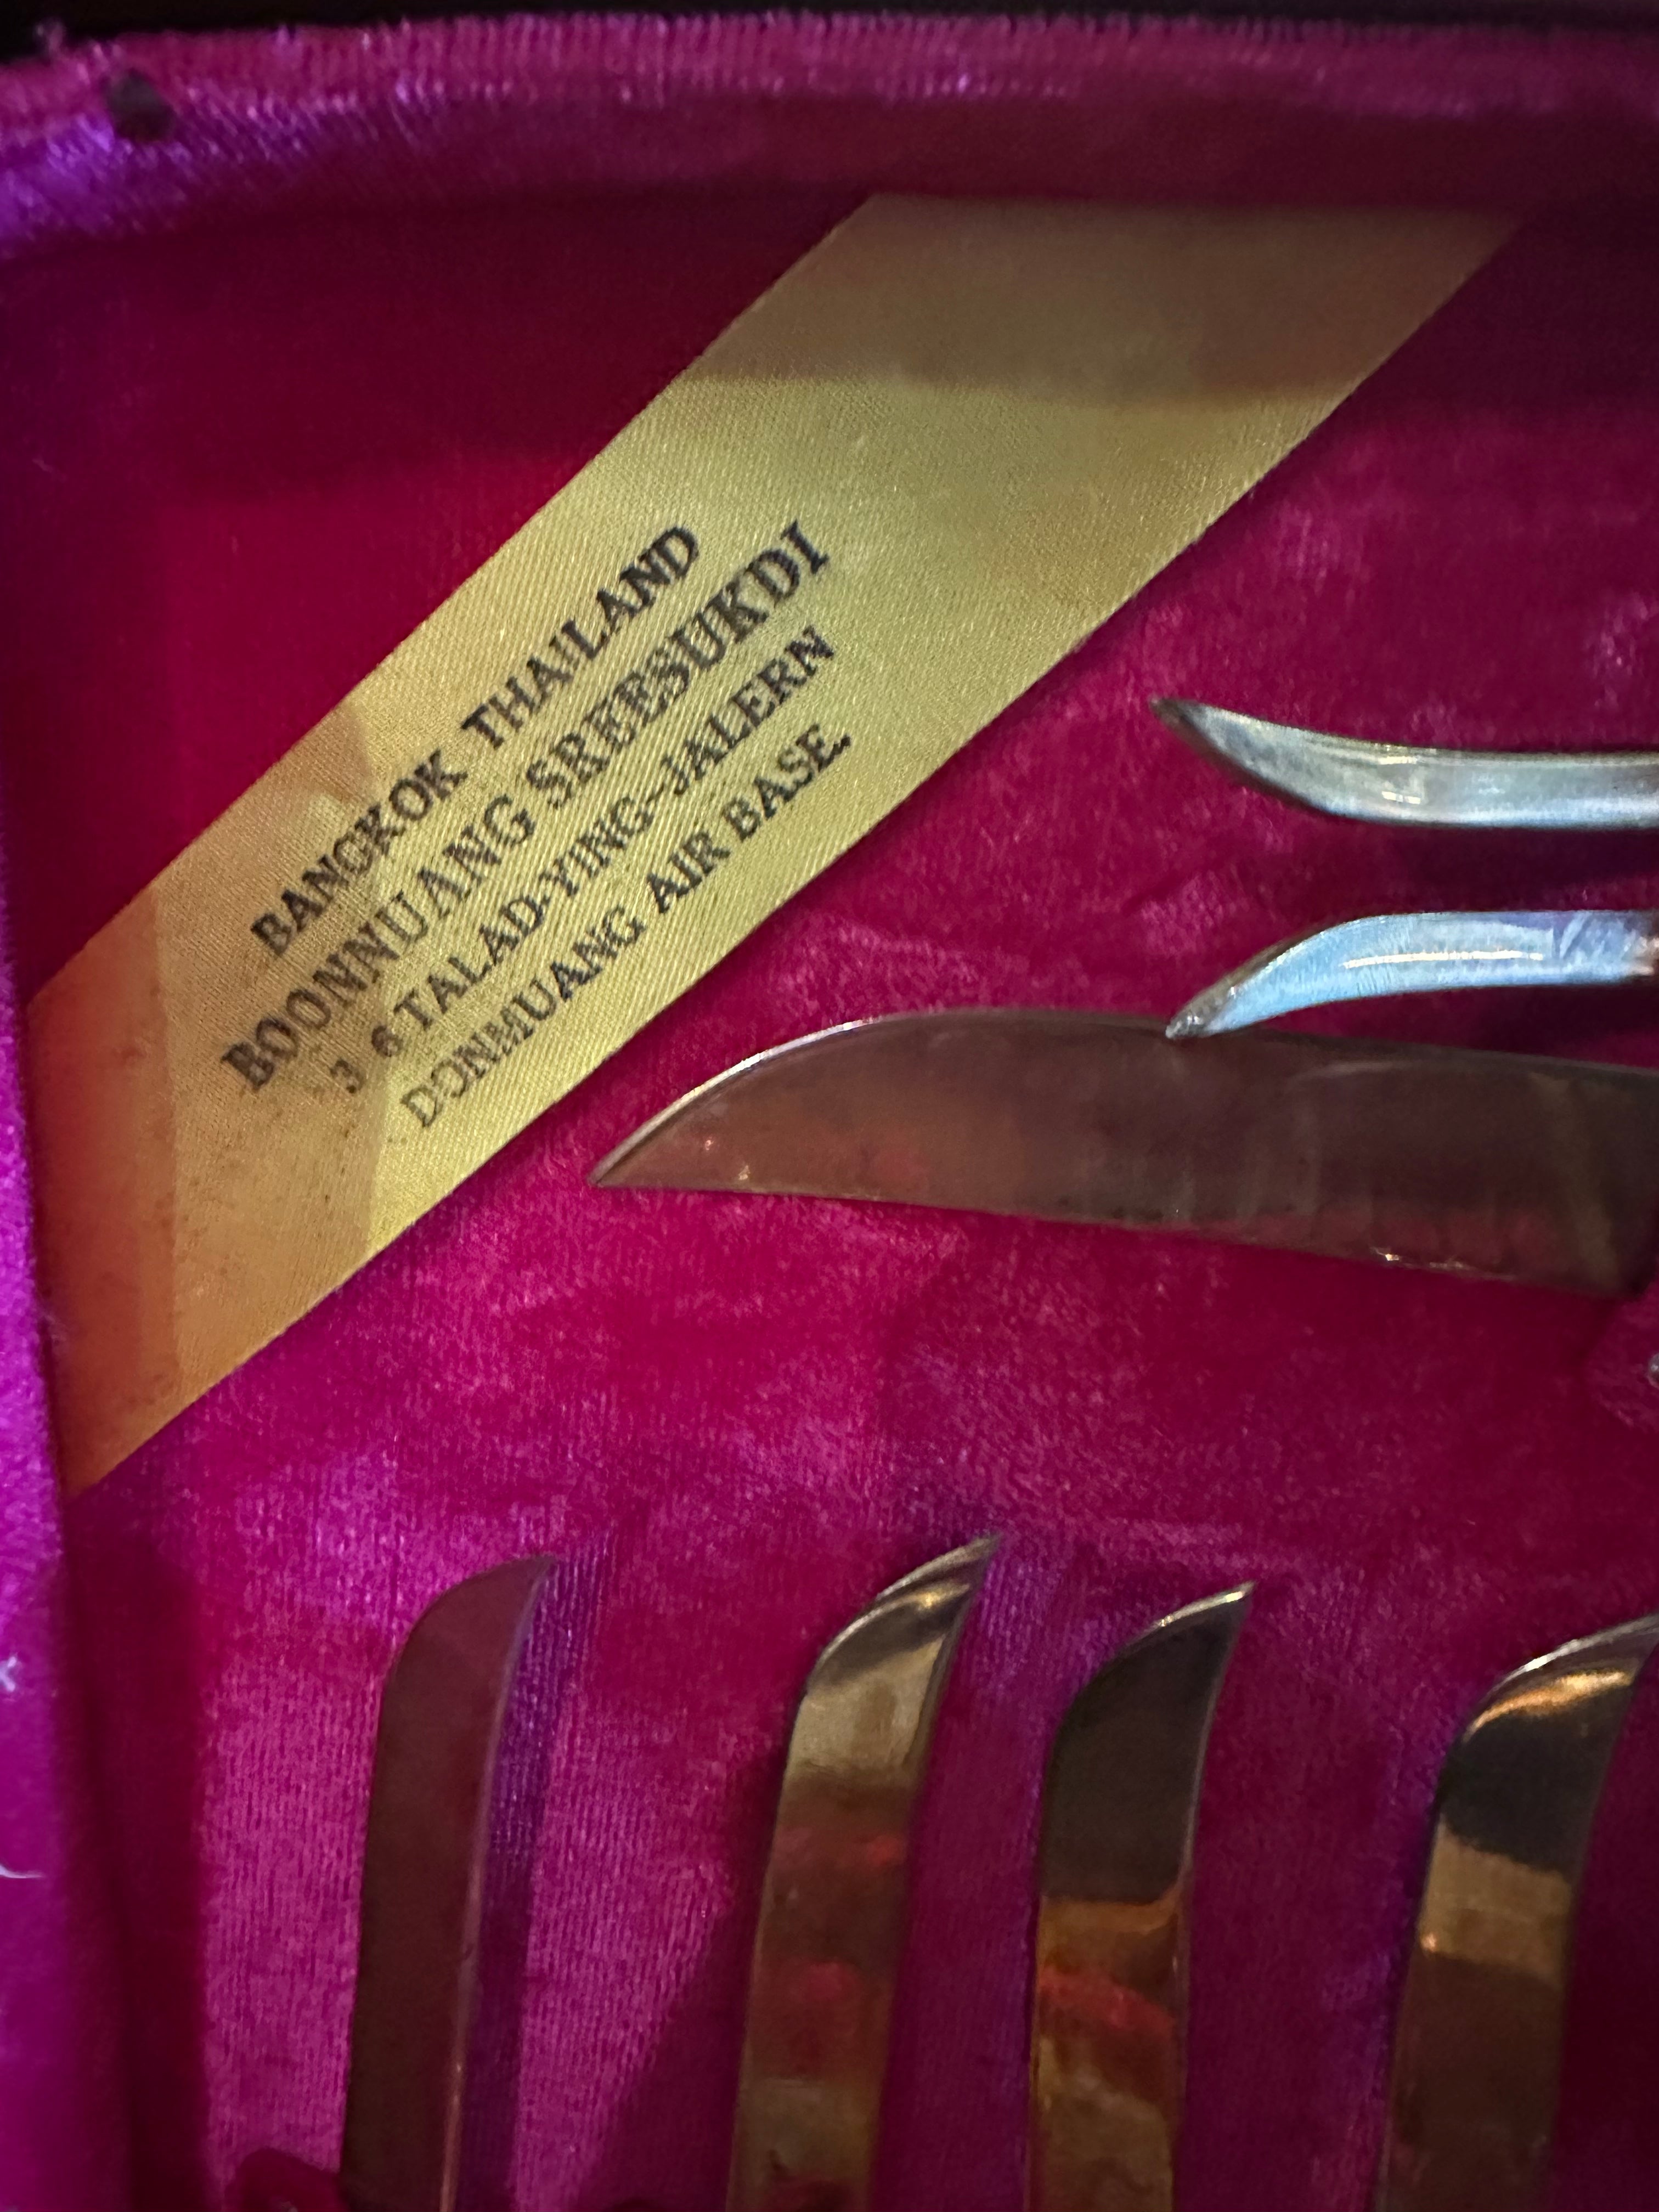 BANGKOK THAILAND
BOONNUANG SREESUKDI
3 6 TALAD-YING-JALERN
DONMUANG AIR BASE.